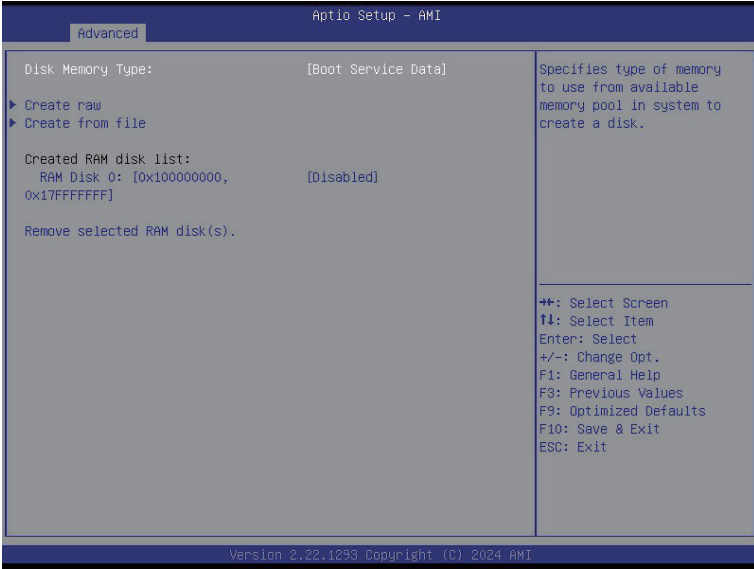 Aptio Setup – AMI
Advanced
Disk Memory Type: [Boot Service Data]
Create raw
Create from file
Created RAM disk list:
RAM Disk 0: [0x100000000, [Disabled]
0x17FFFFFFF]
Remove selected RAM disk(s).
Specifies type of memory
to use from available
memory pool in system to
create a disk.
→←: Select Screen
↑↓: Select Item
Enter: Select
+/-: Change Opt.
F1: General Help
F3: Previous Values
F9: Optimized Defaults
F10: Save & Exit
ESC: Exit
Version 2.22.1293 Copyright (C) 2024 AMI